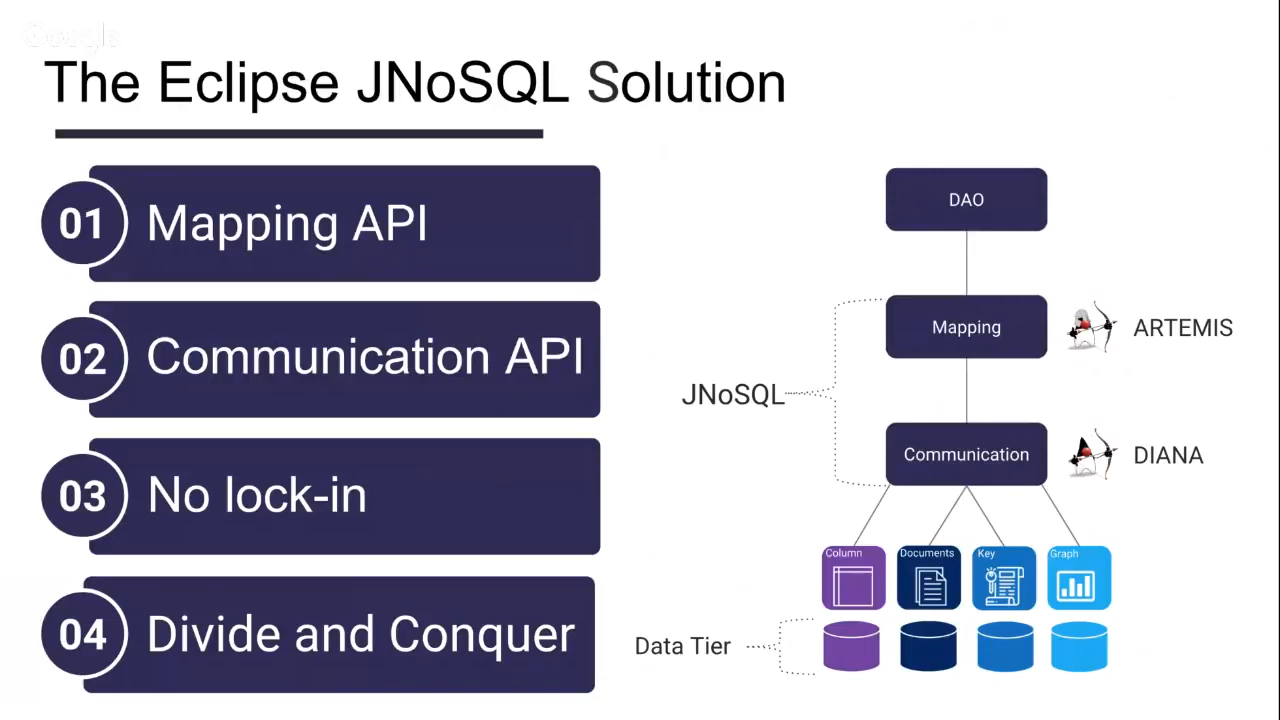 The Eclipse JNoSQL Solution
01 Mapping API
02 Communication API
03 No lock-in
04 Divide and Conquer
DAO
Mapping
ARTEMIS
JNoSQL
Communication
DIANA
Column
Documents
Key
Graph
Data Tier